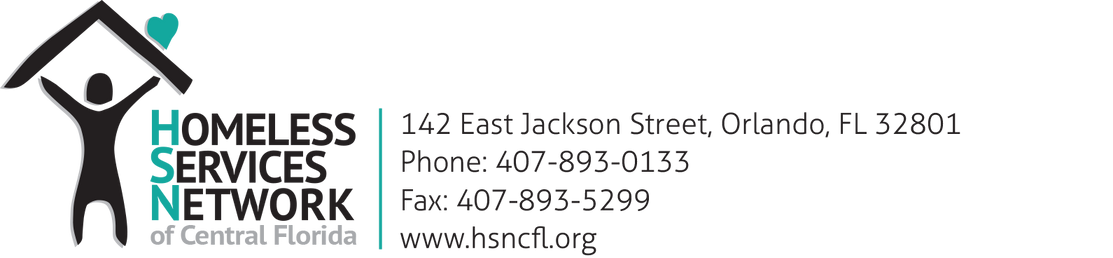 HOMELESS
SERVICES
NETWORK
of Central Florida
142 East Jackson Street, Orlando, FL 32801
Phone: 407-893-0133
Fax: 407-893-5299
www.hsncfl.org